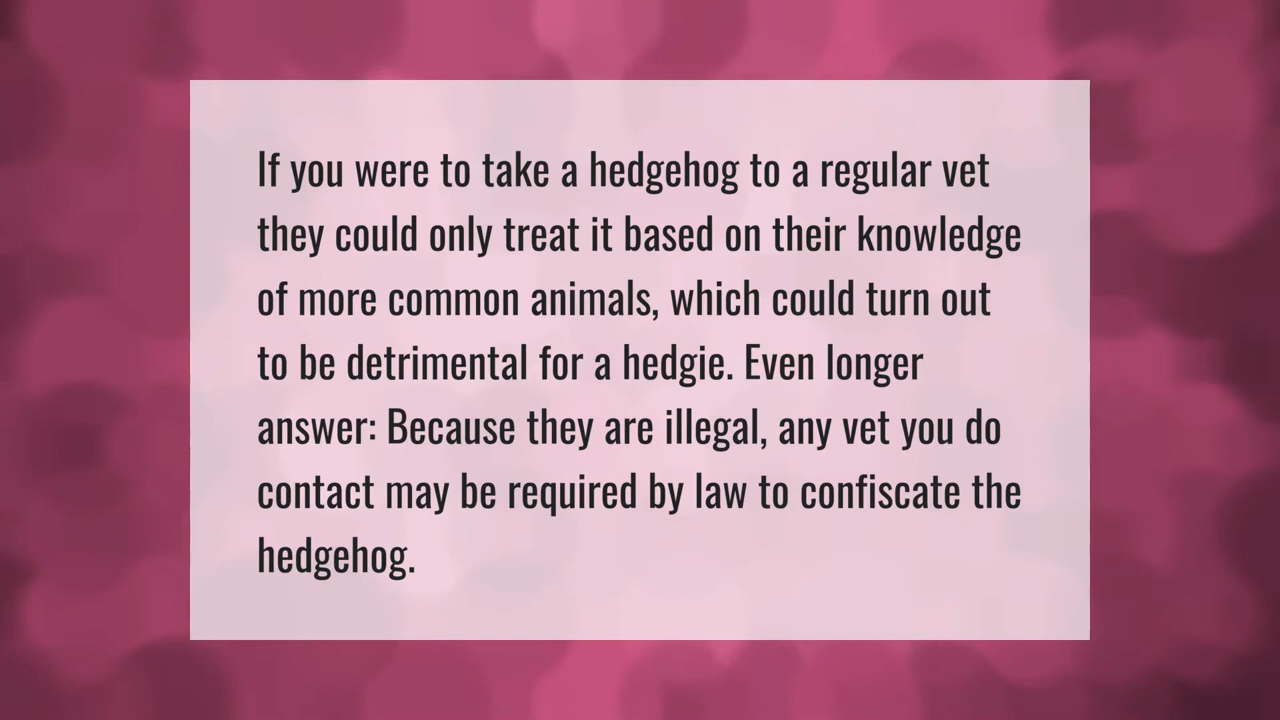 If you were to take a hedgehog to a regular vet
they could only treat it based on their knowledge
of more common animals, which could turn out
to be detrimental for a hedgie. Even longer
answer: Because they are illegal, any vet you do
contact may be required by law to confiscate the
hedgehog.